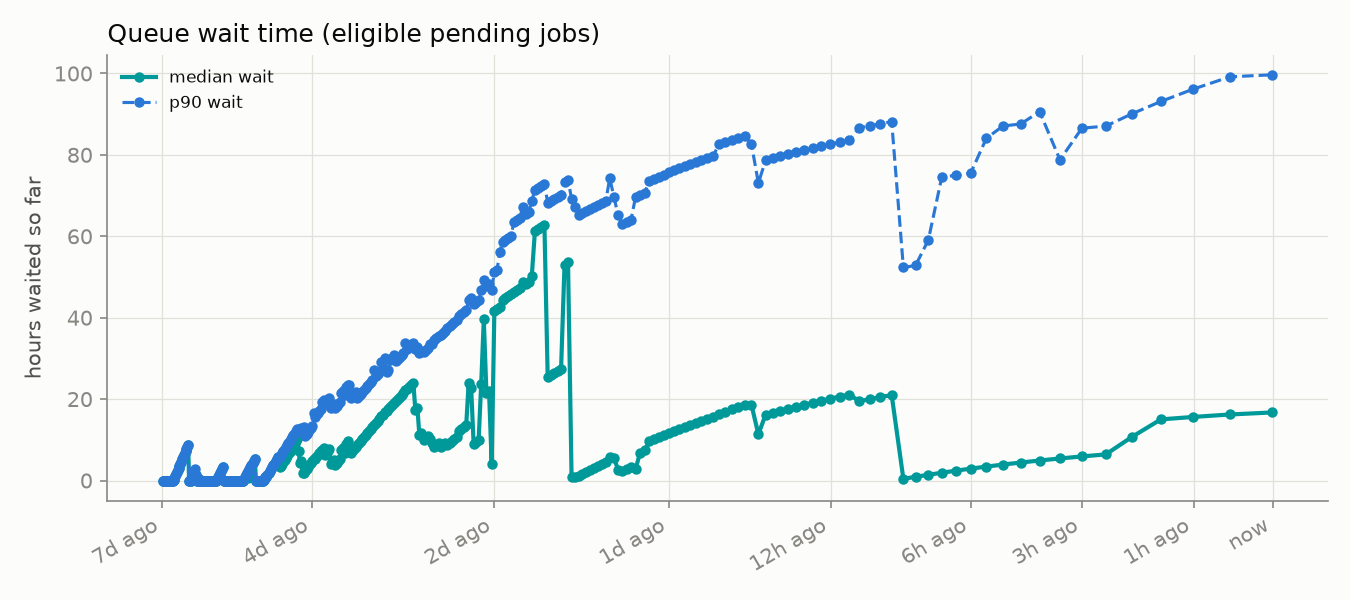 Queue wait time (eligible pending jobs)
median wait
p90 wait
hours waited so far
100
80
60
40
20
0
7d ago
4d ago
2d ago
1d ago
12h ago
6h ago
3h ago
1h ago
now